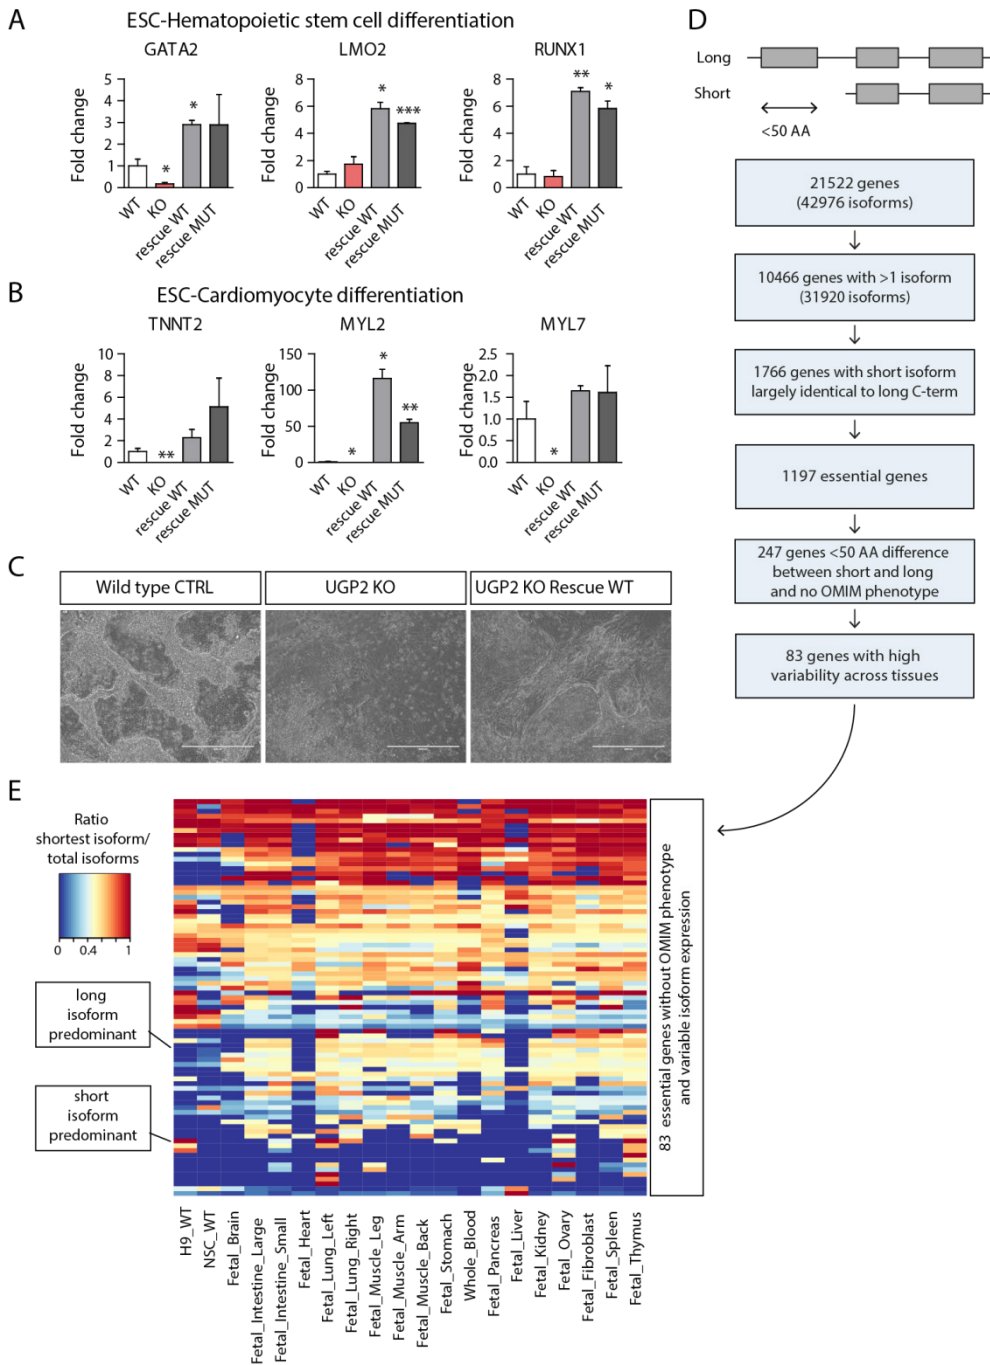 A
ESC-Hematopoietic stem cell differentiation
GATA2
LMO2
RUNX1
Fold change
5
4
3
2
1
0
*
*
WT
KO
rescue WT
rescue MUT
Fold change
8
6
4
2
0
*
***
WT
KO
rescue WT
rescue MUT
Fold change
8
6
4
2
0
**
*
WT
KO
rescue WT
rescue MUT
B
ESC-Cardiomyocyte differentiation
TNNT2
MYL2
MYL7
Fold change
10
8
6
4
2
0
**
WT
KO
rescue WT
rescue MUT
Fold change
150
100
50
0
*
*
**
WT
KO
rescue WT
rescue MUT
Fold change
2.5
2.0
1.5
1.0
0.5
0.0
*
WT
KO
rescue WT
rescue MUT
C
Wild type CTRL
UGP2 KO
UGP2 KO Rescue WT
D
Long
Short
<50 AA
21522 genes
(42976 isoforms)
10466 genes with >1 isoform
(31920 isoforms)
1766 genes with short isoform
largely identical to long C-term
1197 essential genes
247 genes <50 AA difference
between short and long
and no OMIM phenotype
83 genes with high
variability across tissues
E
Ratio
shortest isoform/
total isoforms
0 0.4 1
long
isoform
predominant
short
isoform
predominant
83 essential genes without OMIM phenotype
and variable isoform expression
H9_WT
NSC_WT
Fetal_Brain
Fetal_Intestine_Large
Fetal_Intestine_Small
Fetal_Heart
Fetal_Lung_Left
Fetal_Lung_Right
Fetal_Muscle_Leg
Fetal_Muscle_Arm
Fetal_Muscle_Back
Fetal_Stomach
Whole_Blood
Fetal_Pancreas
Fetal_Liver
Fetal_Kidney
Fetal_Ovary
Fetal_Fibroblast
Fetal_Spleen
Fetal_Thymus